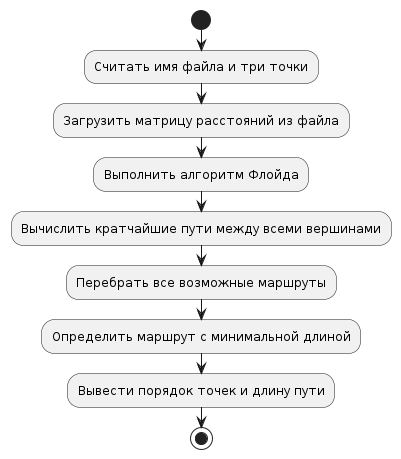 Считать имя файла и три точки
Загрузить матрицу расстояний из файла
Выполнить алгоритм Флойда
Вычислить кратчайшие пути между всеми вершинами
Перебрать все возможные маршруты
Определить маршрут с минимальной длиной
Вывести порядок точек и длину пути